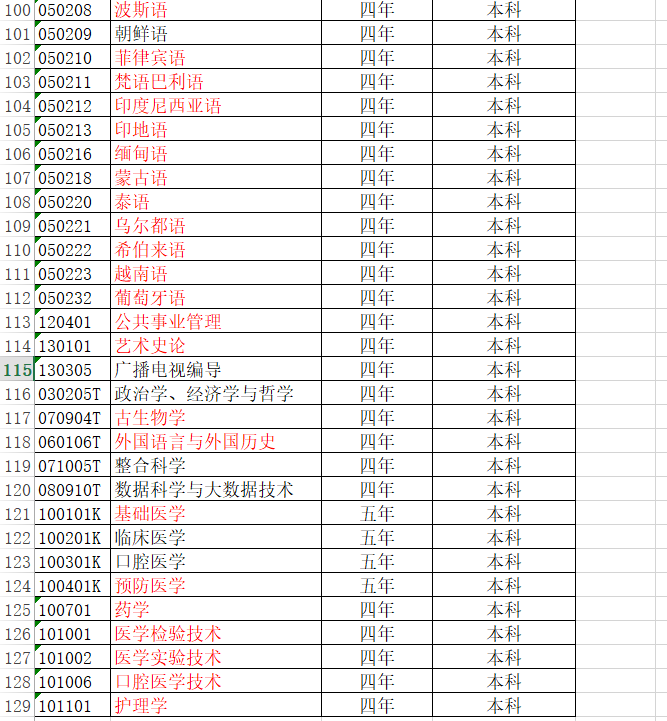 100 050208 波斯语 四年 本科
101 050209 朝鲜语 四年 本科
102 050210 菲律宾语 四年 本科
103 050211 梵语巴利语 四年 本科
104 050212 印度尼西亚语 四年 本科
105 050213 印地语 四年 本科
106 050216 缅甸语 四年 本科
107 050218 蒙古语 四年 本科
108 050220 泰语 四年 本科
109 050221 乌尔都语 四年 本科
110 050222 希伯来语 四年 本科
111 050223 越南语 四年 本科
112 050232 葡萄牙语 四年 本科
113 120401 公共事业管理 四年 本科
114 130101 艺术史论 四年 本科
115 130305 广播电视编导 四年 本科
116 030205T 政治学、经济学与哲学 四年 本科
117 070904T 古生物学 四年 本科
118 060106T 外国语言与外国历史 四年 本科
119 071005T 整合科学 四年 本科
120 080910T 数据科学与大数据技术 四年 本科
121 100101K 基础医学 五年 本科
122 100201K 临床医学 五年 本科
123 100301K 口腔医学 五年 本科
124 100401K 预防医学 五年 本科
125 100701 药学 四年 本科
126 101001 医学检验技术 四年 本科
127 101002 医学实验技术 四年 本科
128 101006 口腔医学技术 四年 本科
129 101101 护理学 四年 本科